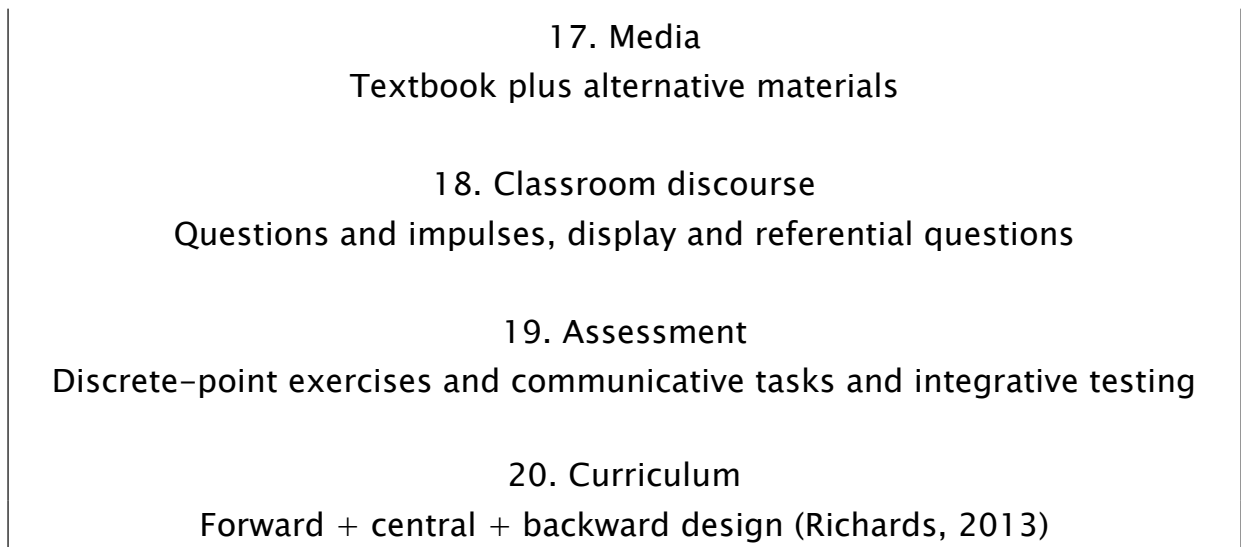 17. Media
Textbook plus alternative materials
18. Classroom discourse
Questions and impulses, display and referential questions
19. Assessment
Discrete-point exercises and communicative tasks and integrative testing
20. Curriculum
Forward + central + backward design (Richards, 2013)